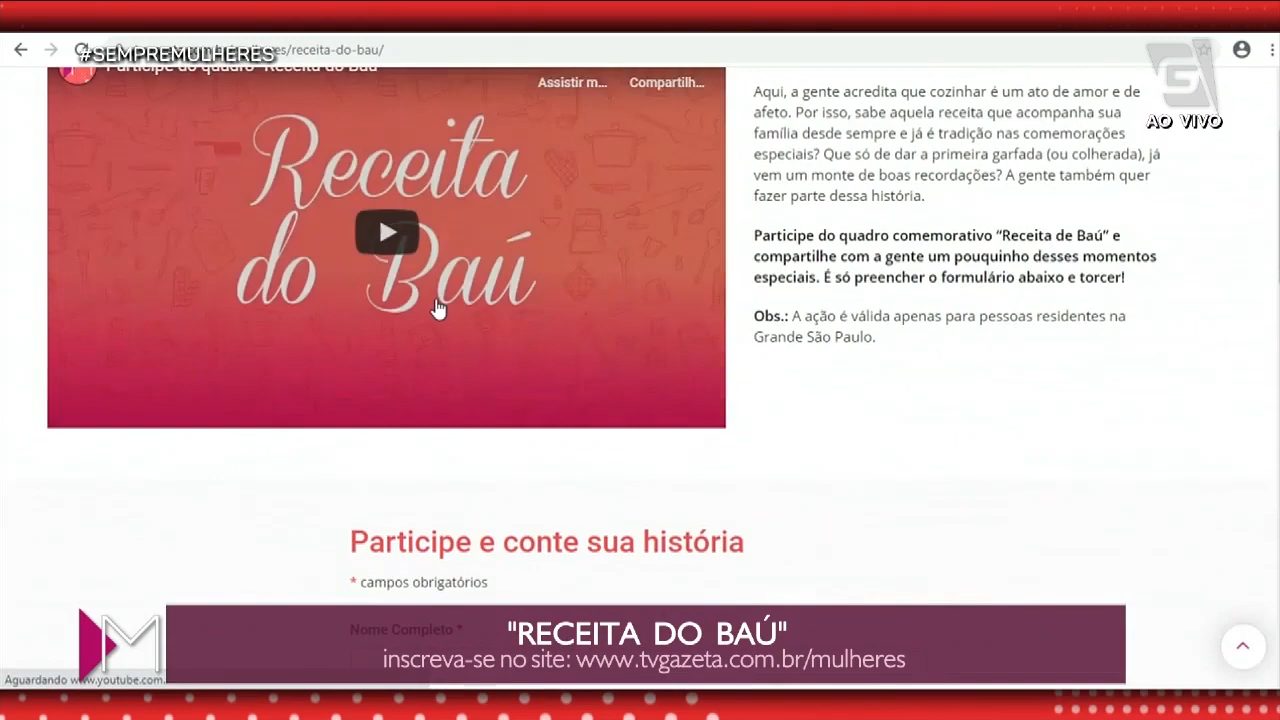 #SEMPREMULHERES
/receita-do-bau/
Participe do quadro "Receita do Baú"
Assistir m...
Compartilh...
Receita
do Baú
Aqui, a gente acredita que cozinhar é um ato de amor e de
afeto. Por isso, sabe aquela receita que acompanha sua
família desde sempre e já é tradição nas comemorações
especiais? Que só de dar a primeira garfada (ou colherada), já
vem um monte de boas recordações? A gente também quer
fazer parte dessa história.
Participe do quadro comemorativo “Receita de Baú” e
compartilhe com a gente um pouquinho desses momentos
especiais. É só preencher o formulário abaixo e torcer!
Obs.: A ação é válida apenas para pessoas residentes na
Grande São Paulo.
AO VIVO
Participe e conte sua história
* campos obrigatórios
Nome Completo *
M
"RECEITA DO BAÚ"
inscreva-se no site: www.tvgazeta.com.br/mulheres
Aguardando www.youtube.com